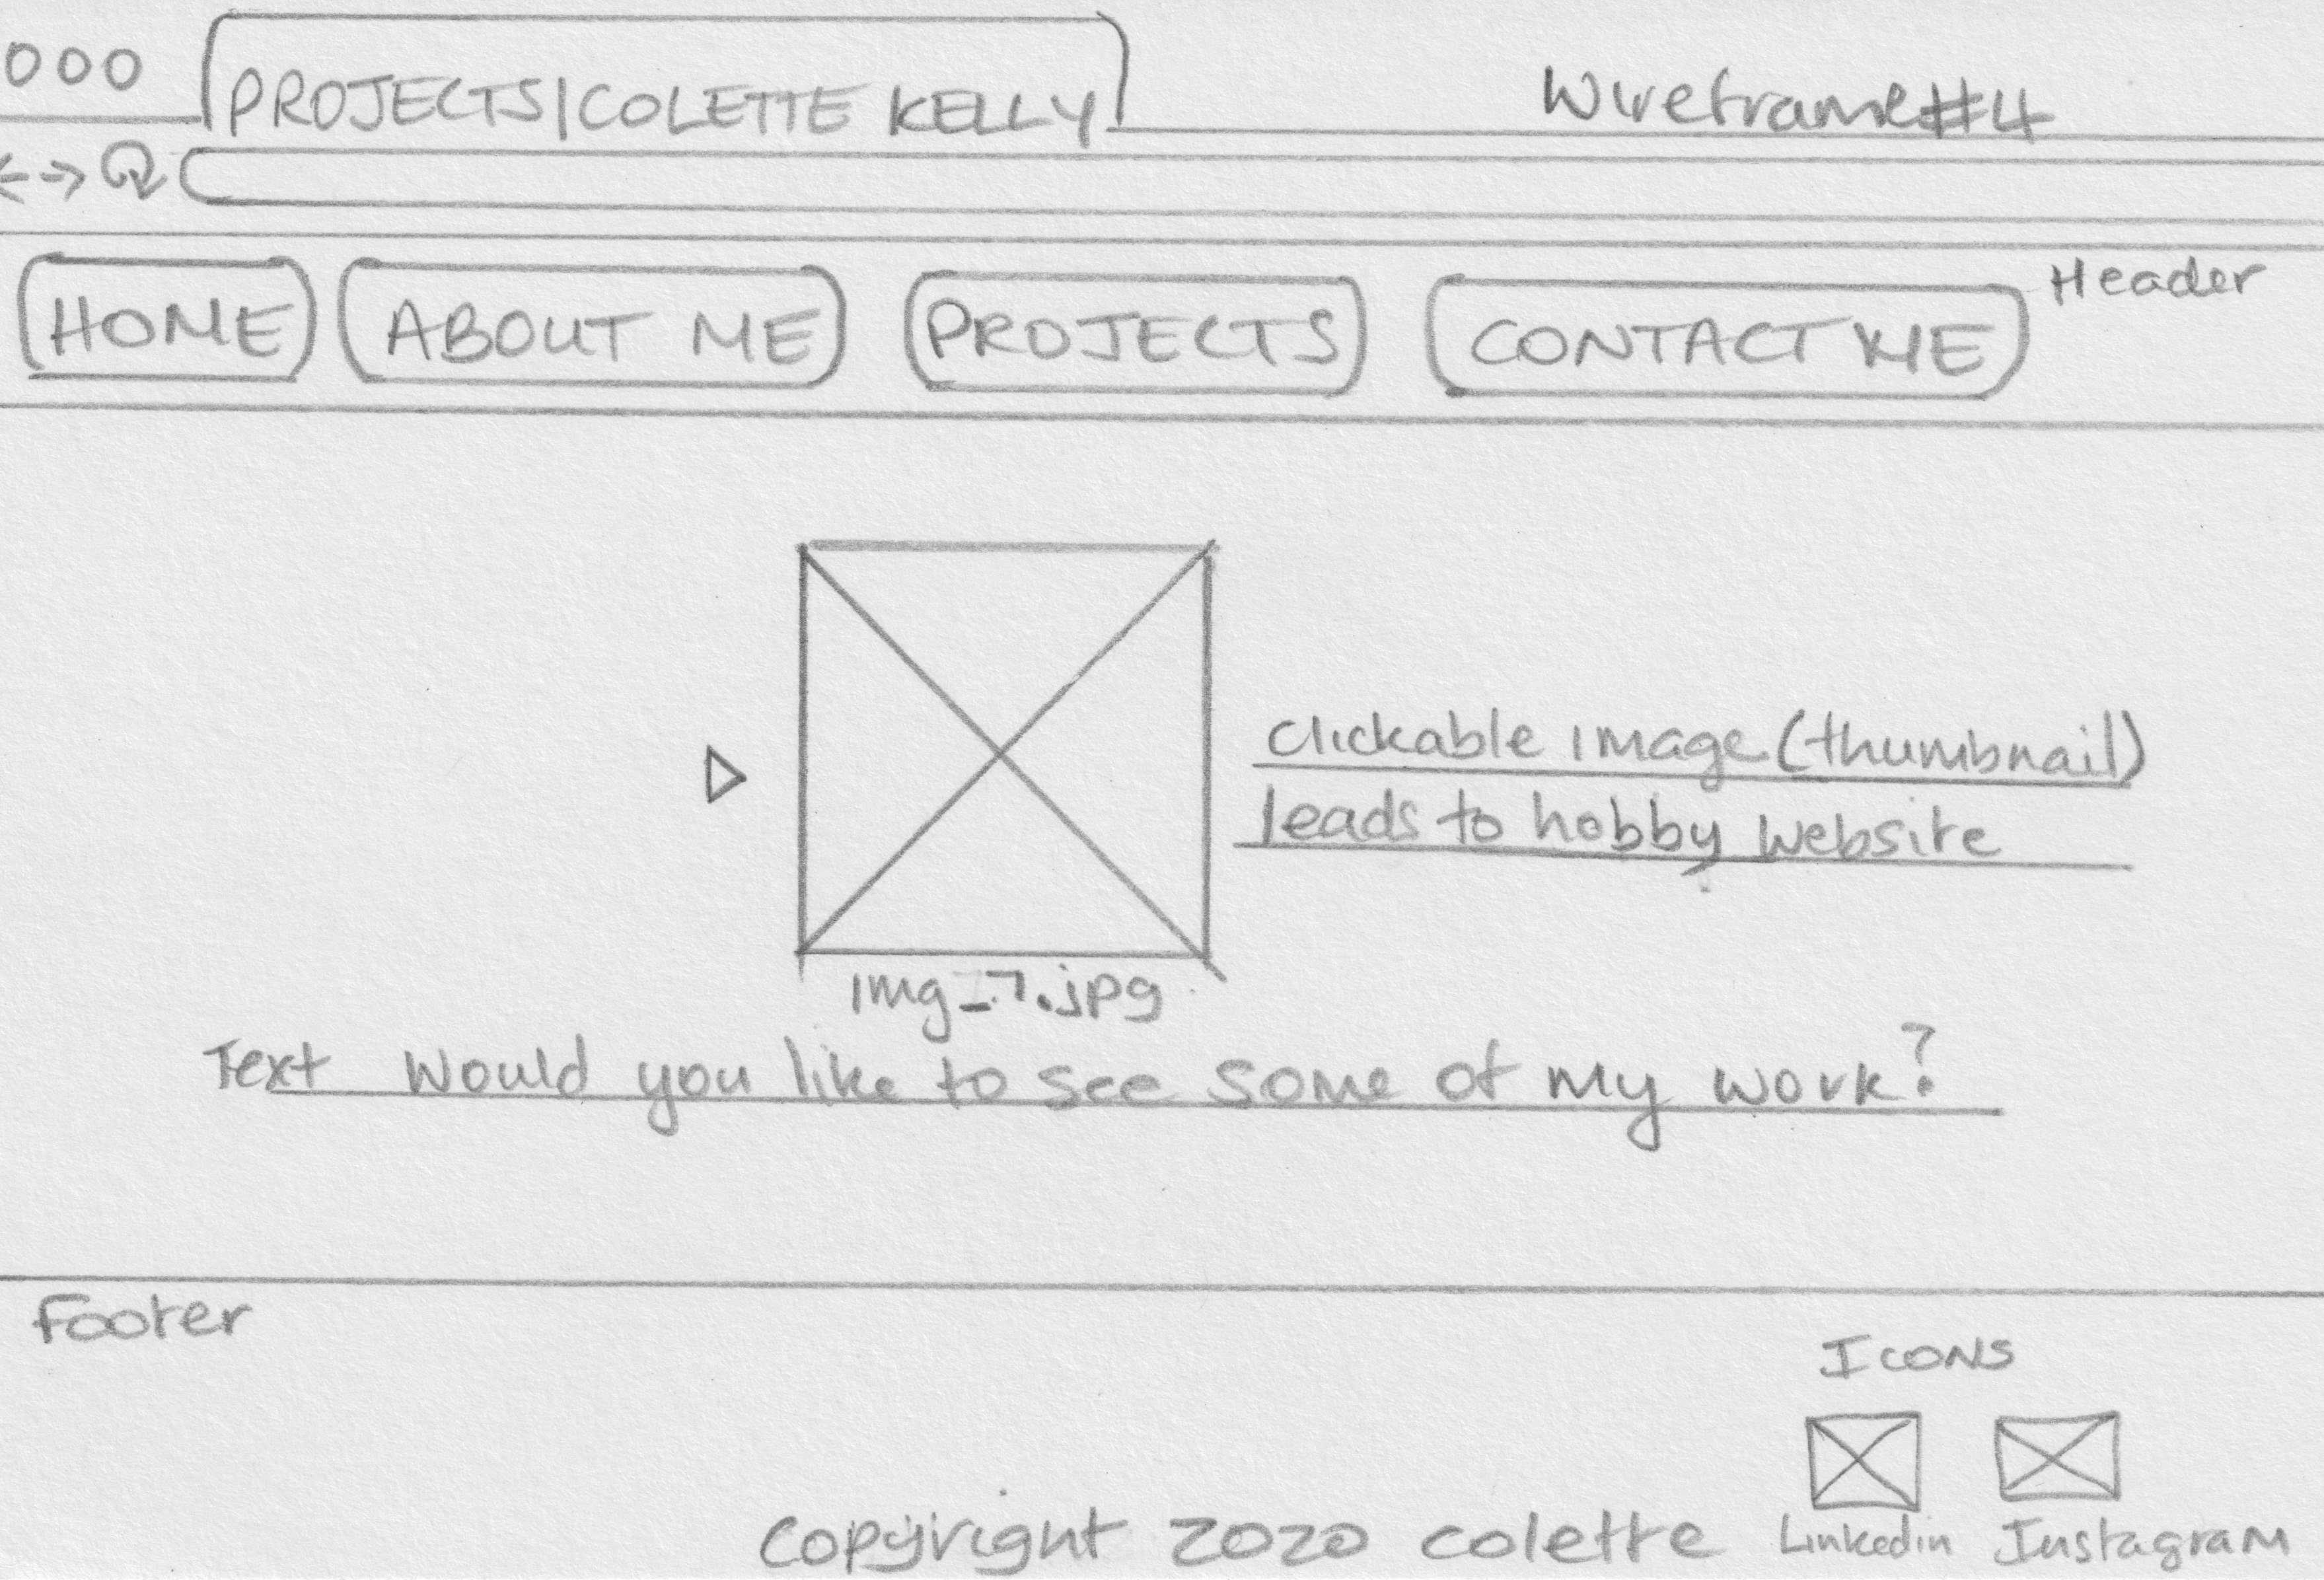 PROJECTS|COLETTE KELLY
Wireframe#4
HOME
ABOUT ME
PROJECTS
CONTACT ME
Header
clickable image (thumbnail)
leads to hobby website
img_7.jpg
Text Would you like to see some of my work?
Footer
Icons
Linkedin
Instagram
Copyright 2020 colette